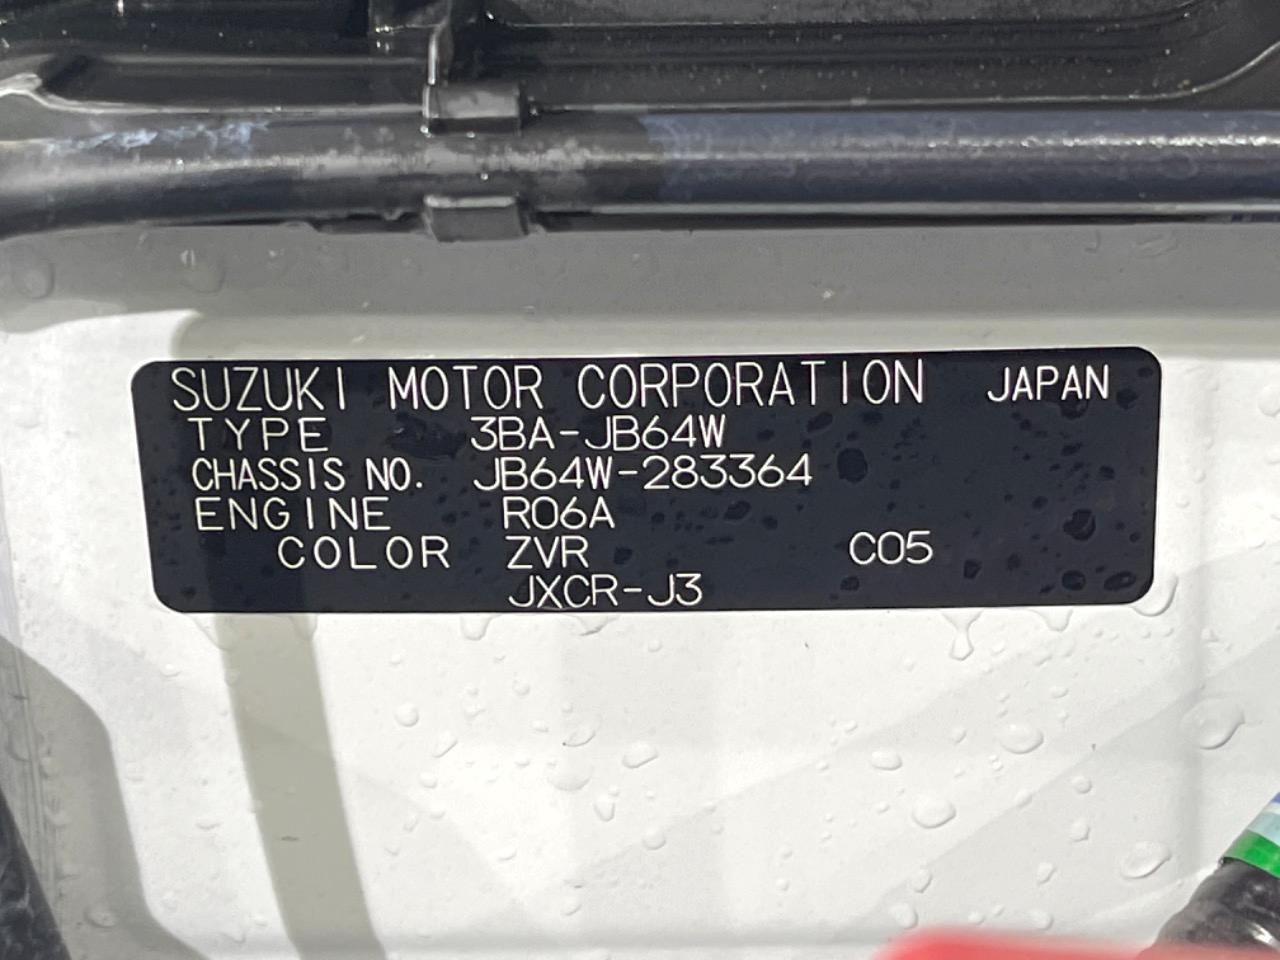 SUZUKI MOTOR CORPORATION JAPAN
TYPE 3BA-JB64W
CHASSIS NO. JB64W-283364
ENGINE R06A
COLOR ZVR C05
JXCR-J3